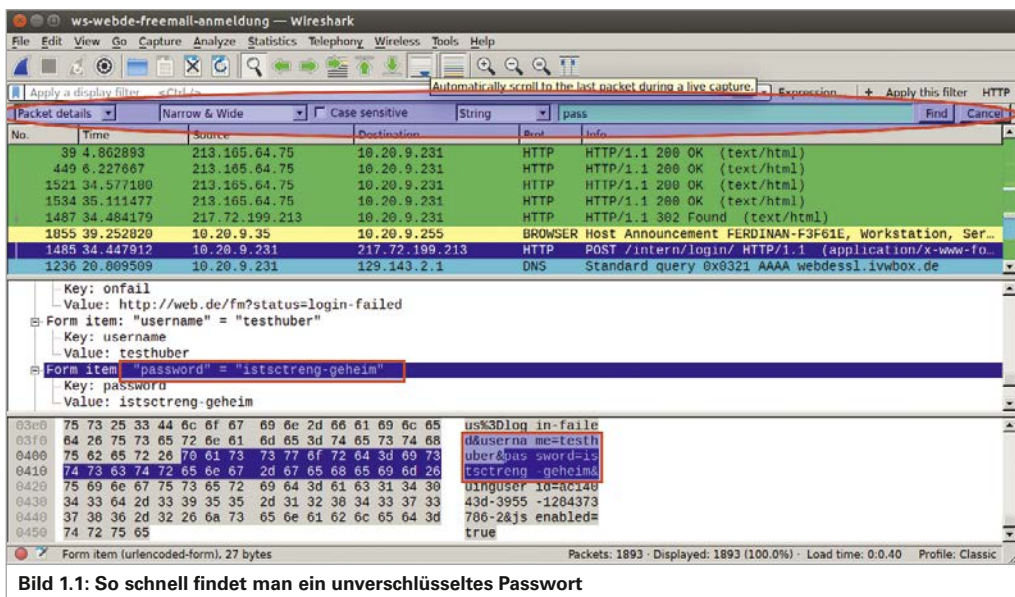 ws-webde-freemail-anmeldung — Wireshark
File Edit View Go Capture Analyze Statistics Telephony Wireless Tools Help
Apply a display filter ... <Ctrl-/> Expression... + Apply this filter HTTP
Automatically scroll to the last packet during a live capture.
Packet details Narrow & Wide Case sensitive String pass Find Cancel
No. Time Source Destination Prot Info
39 4.862893 213.165.64.75 10.20.9.231 HTTP HTTP/1.1 200 OK (text/html)
449 6.227667 213.165.64.75 10.20.9.231 HTTP HTTP/1.1 200 OK (text/html)
1521 34.577180 213.165.64.75 10.20.9.231 HTTP HTTP/1.1 200 OK (text/html)
1534 35.111477 213.165.64.75 10.20.9.231 HTTP HTTP/1.1 200 OK (text/html)
1487 34.484179 217.72.199.213 10.20.9.231 HTTP HTTP/1.1 302 Found (text/html)
1855 39.252820 10.20.9.35 10.20.9.255 BROWSER Host Announcement FERDINAN-F3F61E, Workstation, Ser…
1485 34.447912 10.20.9.231 217.72.199.213 HTTP POST /intern/login/ HTTP/1.1 (application/x-www-fo…
1236 20.809509 10.20.9.231 129.143.2.1 DNS Standard query 0x0321 AAAA webdessl.ivwbox.de
Key: onfail
Value: http://web.de/fm?status=login-failed
Form item: "username" = "testhuber"
Key: username
Value: testhuber
Form item: "password" = "istsctreng-geheim"
Key: password
Value: istsctreng-geheim
03e0 75 73 25 33 44 6c 6f 67 69 6e 2d 66 61 69 6c 65 us%3Dlog in-faile
03f0 64 26 75 73 65 72 6e 61 6d 65 3d 74 65 73 74 68 d&userna me=testh
0400 75 62 65 72 26 70 61 73 73 77 6f 72 64 3d 69 73 uber&pas sword=is
0410 74 73 63 74 72 65 6e 67 2d 67 65 68 65 69 6d 26 tsctreng -geheim&
0420 75 69 6e 67 75 73 65 72 69 64 3d 61 63 31 34 30 uinguser id=ac140
0430 34 33 64 2d 33 39 35 35 2d 31 32 38 34 33 37 33 43d-3955 -1284373
0440 37 38 36 2d 32 26 6a 73 65 6e 61 62 6c 65 64 3d 786-2&js enabled=
0450 74 72 75 65 true
Form item (urlencoded-form), 27 bytes Packets: 1893 · Displayed: 1893 (100.0%) · Load time: 0:0.40 Profile: Classic
Bild 1.1: So schnell findet man ein unverschlüsseltes Passwort